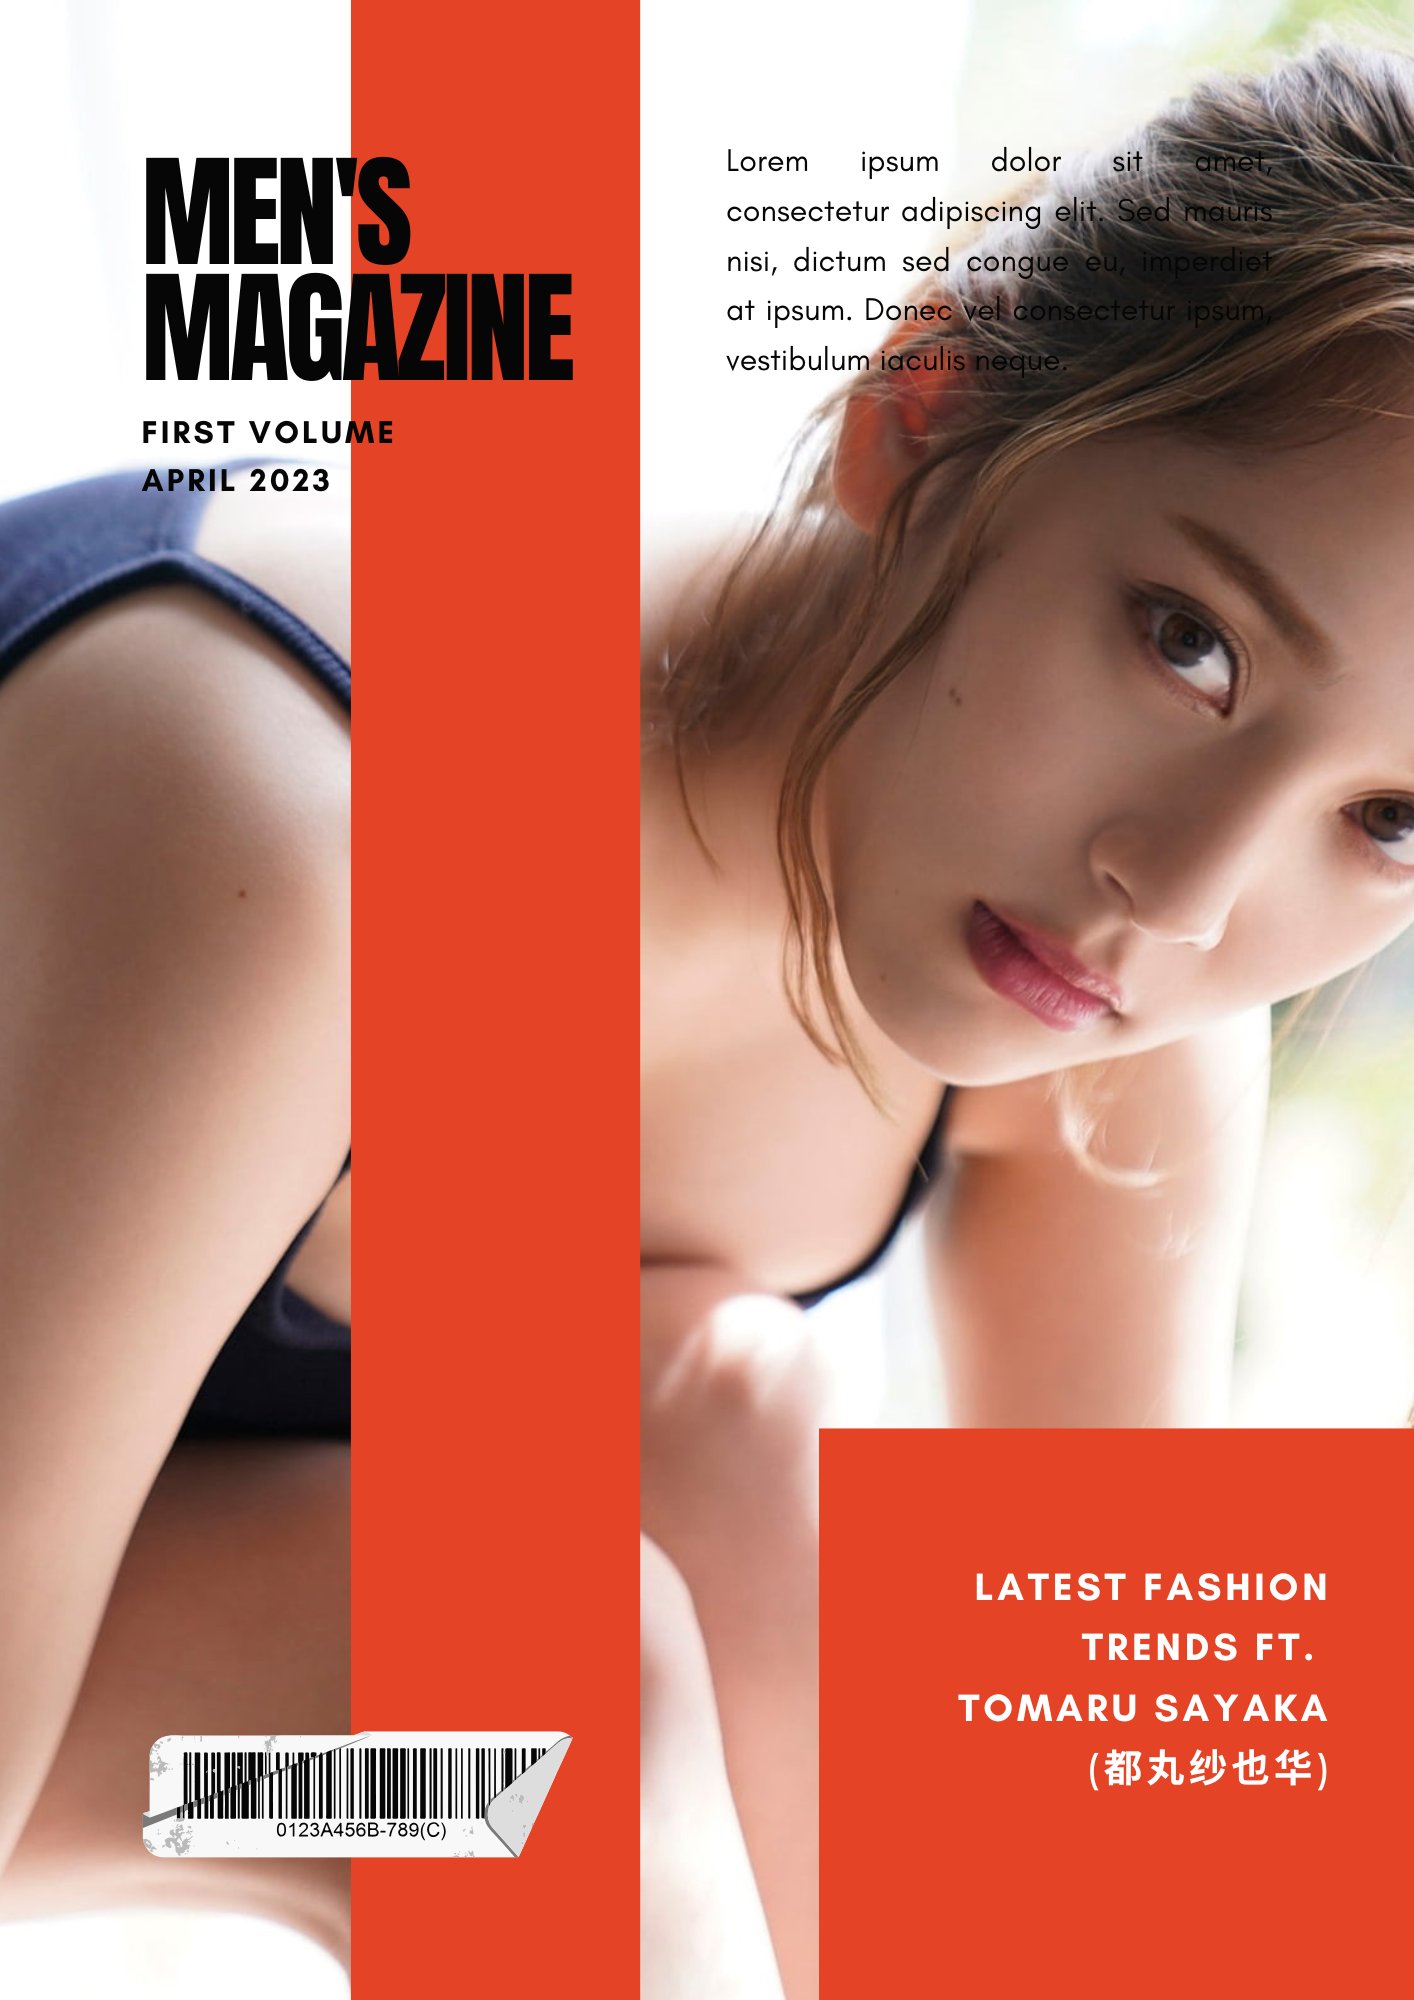 MEN'S
MAGAZINE
FIRST VOLUME
APRIL 2023
Lorem ipsum dolor sit amet,
consectetur adipiscing elit. Sed mauris
nisi, dictum sed congue eu, imperdiet
at ipsum. Donec vel consectetur ipsum,
vestibulum iaculis neque.
LATEST FASHION
TRENDS FT.
TOMARU SAYAKA
(都丸纱也华)
0123A456B-789(C)